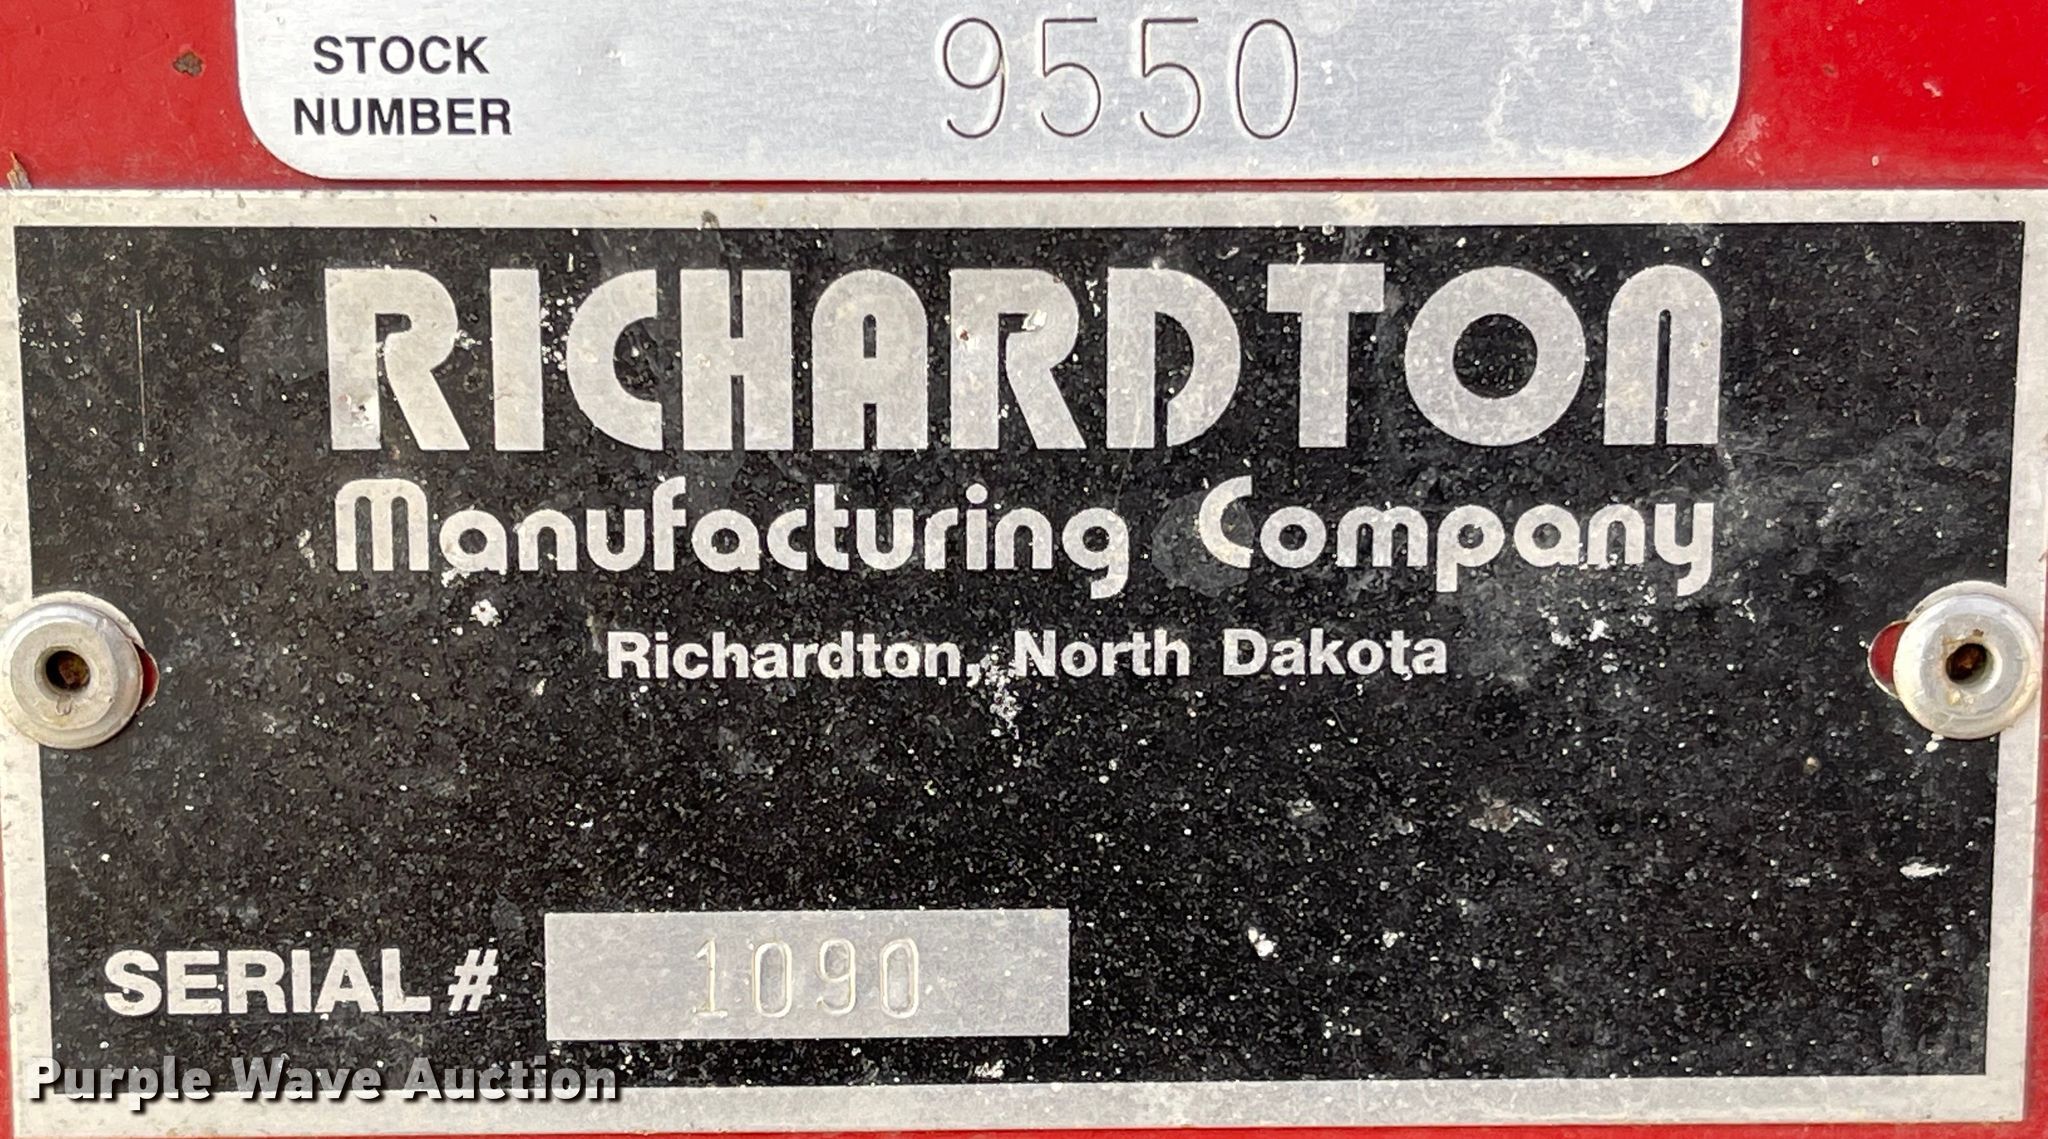 STOCK
NUMBER 9550
RICHARDTON
Manufacturing Company
Richardton, North Dakota
SERIAL # 1090
Purple Wave Auction